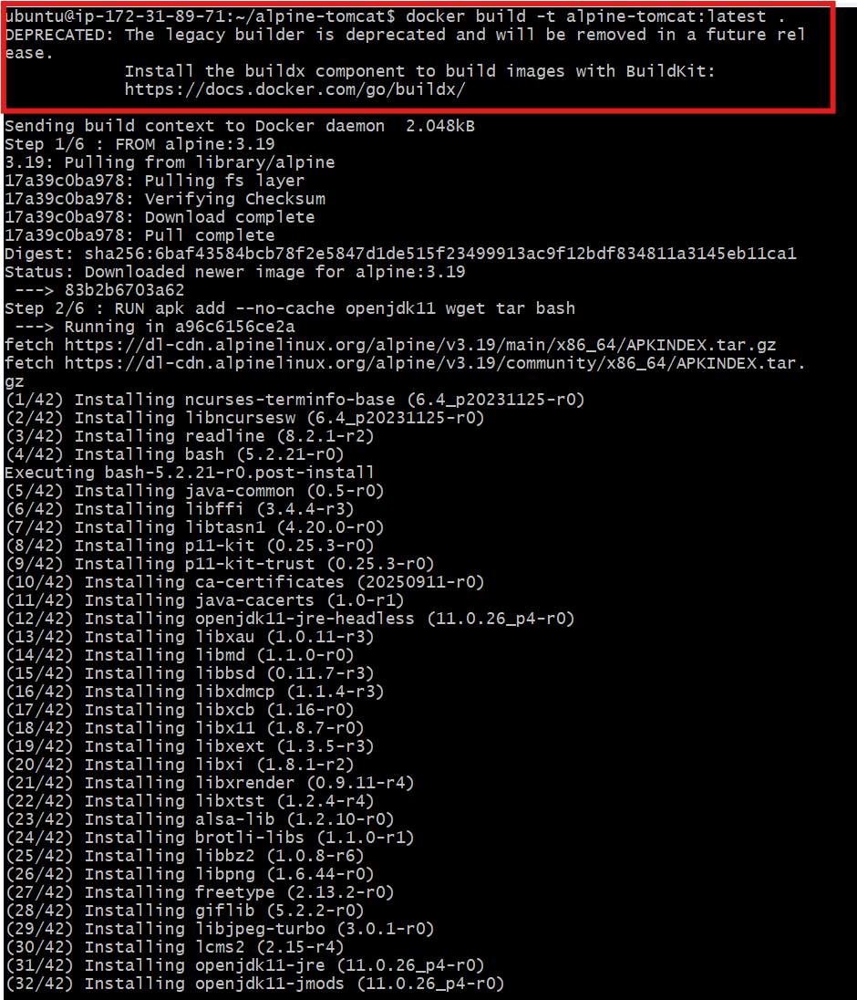 ubuntu@ip-172-31-89-71:~/alpine-tomcat$ docker build -t alpine-tomcat:latest .
DEPRECATED: The legacy builder is deprecated and will be removed in a future rel
ease.
            Install the buildx component to build images with BuildKit:
            https://docs.docker.com/go/buildx/
Sending build context to Docker daemon  2.048kB
Step 1/6 : FROM alpine:3.19
3.19: Pulling from library/alpine
17a39c0ba978: Pulling fs layer
17a39c0ba978: Verifying Checksum
17a39c0ba978: Download complete
17a39c0ba978: Pull complete
Digest: sha256:6baf43584bcb78f2e5847d1de515f23499913ac9f12bdf834811a3145eb11ca1
Status: Downloaded newer image for alpine:3.19
 ---> 83b2b6703a62
Step 2/6 : RUN apk add --no-cache openjdk11 wget tar bash
 ---> Running in a96c6156ce2a
fetch https://dl-cdn.alpinelinux.org/alpine/v3.19/main/x86_64/APKINDEX.tar.gz
fetch https://dl-cdn.alpinelinux.org/alpine/v3.19/community/x86_64/APKINDEX.tar.
gz
(1/42) Installing ncurses-terminfo-base (6.4_p20231125-r0)
(2/42) Installing libncursesw (6.4_p20231125-r0)
(3/42) Installing readline (8.2.1-r2)
(4/42) Installing bash (5.2.21-r0)
Executing bash-5.2.21-r0.post-install
(5/42) Installing java-common (0.5-r0)
(6/42) Installing libffi (3.4.4-r3)
(7/42) Installing libtasn1 (4.20.0-r0)
(8/42) Installing p11-kit (0.25.3-r0)
(9/42) Installing p11-kit-trust (0.25.3-r0)
(10/42) Installing ca-certificates (20250911-r0)
(11/42) Installing java-cacerts (1.0-r1)
(12/42) Installing openjdk11-jre-headless (11.0.26_p4-r0)
(13/42) Installing libxau (1.0.11-r3)
(14/42) Installing libmd (1.1.0-r0)
(15/42) Installing libbsd (0.11.7-r3)
(16/42) Installing libxdmcp (1.1.4-r3)
(17/42) Installing libxcb (1.16-r0)
(18/42) Installing libx11 (1.8.7-r0)
(19/42) Installing libxext (1.3.5-r3)
(20/42) Installing libxi (1.8.1-r2)
(21/42) Installing libxrender (0.9.11-r4)
(22/42) Installing libxtst (1.2.4-r4)
(23/42) Installing alsa-lib (1.2.10-r0)
(24/42) Installing brotli-libs (1.1.0-r1)
(25/42) Installing libbz2 (1.0.8-r6)
(26/42) Installing libpng (1.6.44-r0)
(27/42) Installing freetype (2.13.2-r0)
(28/42) Installing giflib (5.2.2-r0)
(29/42) Installing libjpeg-turbo (3.0.1-r0)
(30/42) Installing lcms2 (2.15-r4)
(31/42) Installing openjdk11-jre (11.0.26_p4-r0)
(32/42) Installing openjdk11-jmods (11.0.26_p4-r0)